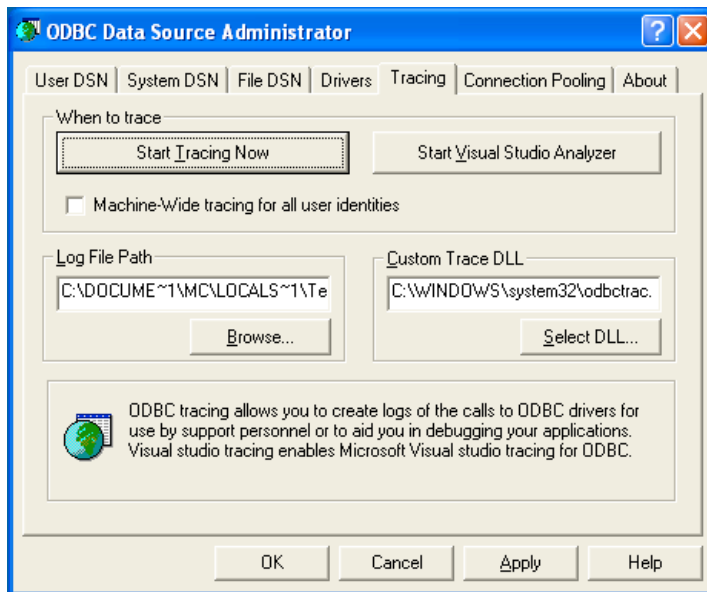 ODBC Data Source Administrator
User DSN System DSN File DSN Drivers Tracing Connection Pooling About
When to trace
Start Tracing Now Start Visual Studio Analyzer
Machine-Wide tracing for all user identities
Log File Path Custom Trace DLL
C:\DOCUME~1\MC\LOCALS~1\Te C:\WINDOWS\system32\odbctrac.
Browse... Select DLL...
ODBC tracing allows you to create logs of the calls to ODBC drivers for
use by support personnel or to aid you in debugging your applications.
Visual studio tracing enables Microsoft Visual studio tracing for ODBC.
OK Cancel Apply Help